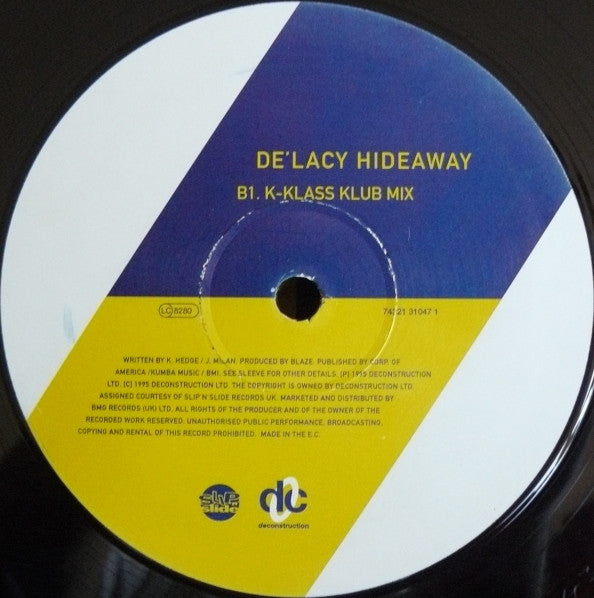 DE'LACY HIDEAWAY
B1. K-KLASS KLUB MIX
LC 8280
74321 31047 1
WRITTEN BY K. HEDGE / J. MILAN. PRODUCED BY BLAZE. PUBLISHED BY CORP. OF
AMERICA /KUMBA MUSIC / BMI. SEE SLEEVE FOR OTHER DETAILS. [P] 1995 DECONSTRUCTION
LTD. [C] 1995 DECONSTRUCTION LTD. THE COPYRIGHT IS OWNED BY DECONSTRUCTION LTD.
ASSIGNED COURTESY OF SLIP'N'SLIDE RECORDS UK. MARKETED AND DISTRIBUTED BY
BMG RECORDS (UK) LTD. ALL RIGHTS OF THE PRODUCER AND OF THE OWNER OF THE
RECORDED WORK RESERVED. UNAUTHORISED PUBLIC PERFORMANCE, BROADCASTING,
COPYING AND RENTAL OF THIS RECORD PROHIBITED. MADE IN THE E.C.
SLIP 'N' slide
dc
deconstruction